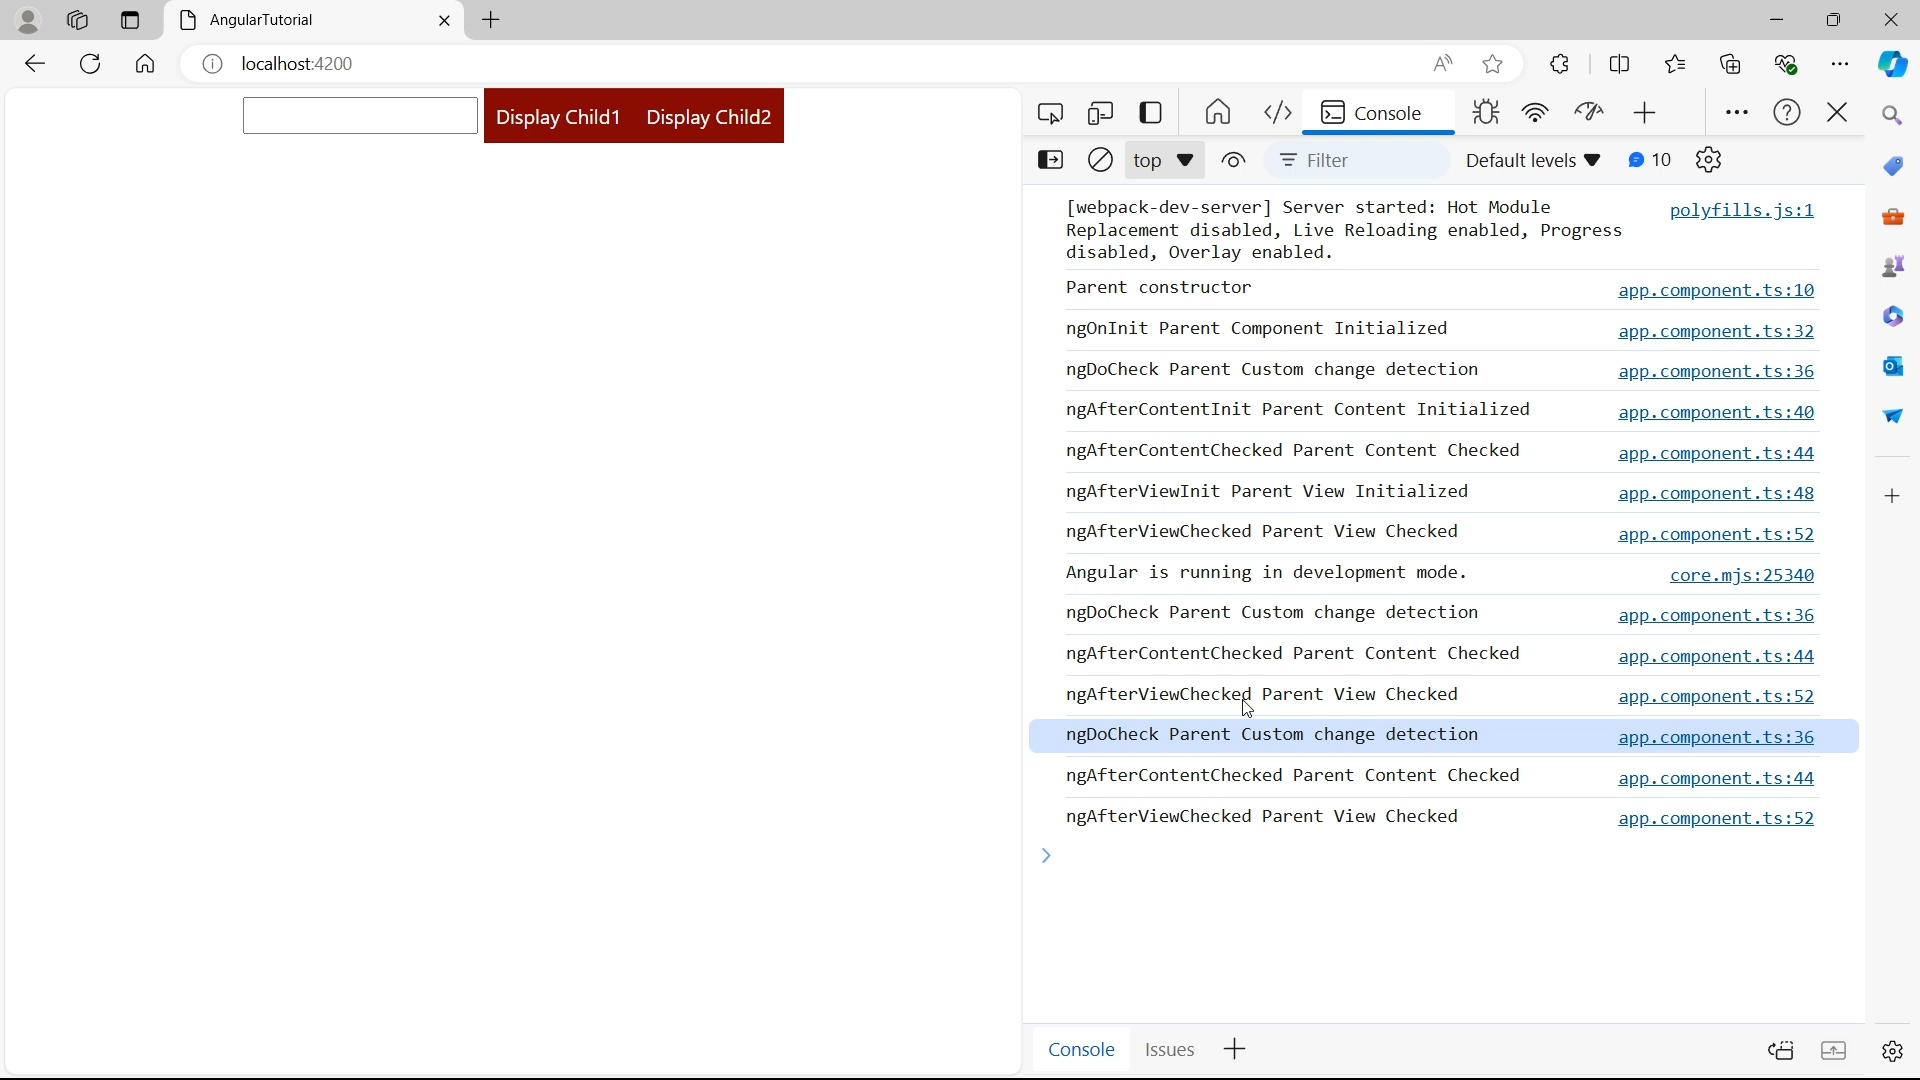 AngularTutorial
localhost:4200
Display Child1 Display Child2
Console
top Filter Default levels 10
[webpack-dev-server] Server started: Hot Module polyfills.js:1
Replacement disabled, Live Reloading enabled, Progress
disabled, Overlay enabled.
Parent constructor app.component.ts:10
ngOnInit Parent Component Initialized app.component.ts:32
ngDoCheck Parent Custom change detection app.component.ts:36
ngAfterContentInit Parent Content Initialized app.component.ts:40
ngAfterContentChecked Parent Content Checked app.component.ts:44
ngAfterViewInit Parent View Initialized app.component.ts:48
ngAfterViewChecked Parent View Checked app.component.ts:52
Angular is running in development mode. core.mjs:25340
ngDoCheck Parent Custom change detection app.component.ts:36
ngAfterContentChecked Parent Content Checked app.component.ts:44
ngAfterViewChecked Parent View Checked app.component.ts:52
ngDoCheck Parent Custom change detection app.component.ts:36
ngAfterContentChecked Parent Content Checked app.component.ts:44
ngAfterViewChecked Parent View Checked app.component.ts:52
Console Issues